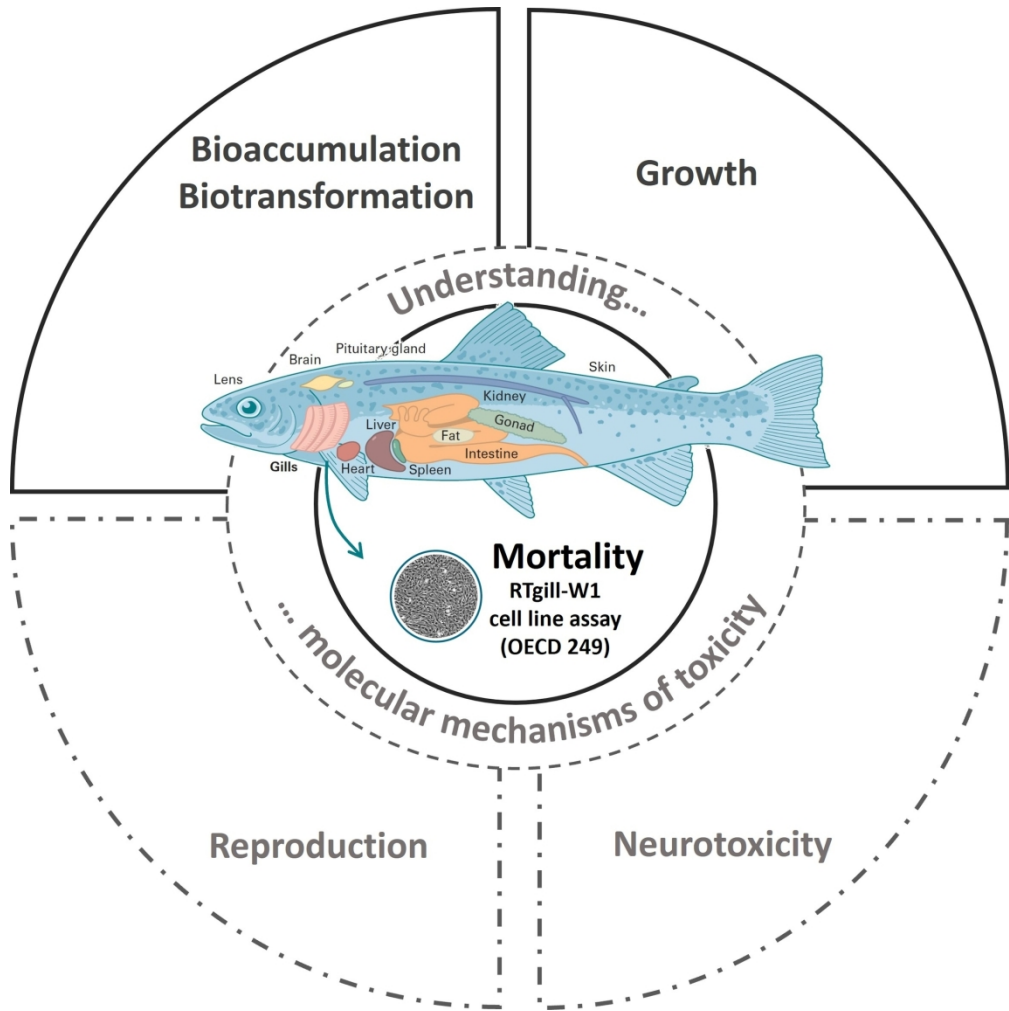 Bioaccumulation
Biotransformation
Growth
Understanding...
Lens
Brain
Pituitary gland
Skin
Kidney
Gonad
Liver
Fat
Intestine
Gills
Heart
Spleen
Mortality
RTgill-W1
cell line assay
(OECD 249)
... molecular mechanisms of toxicity
Reproduction
Neurotoxicity